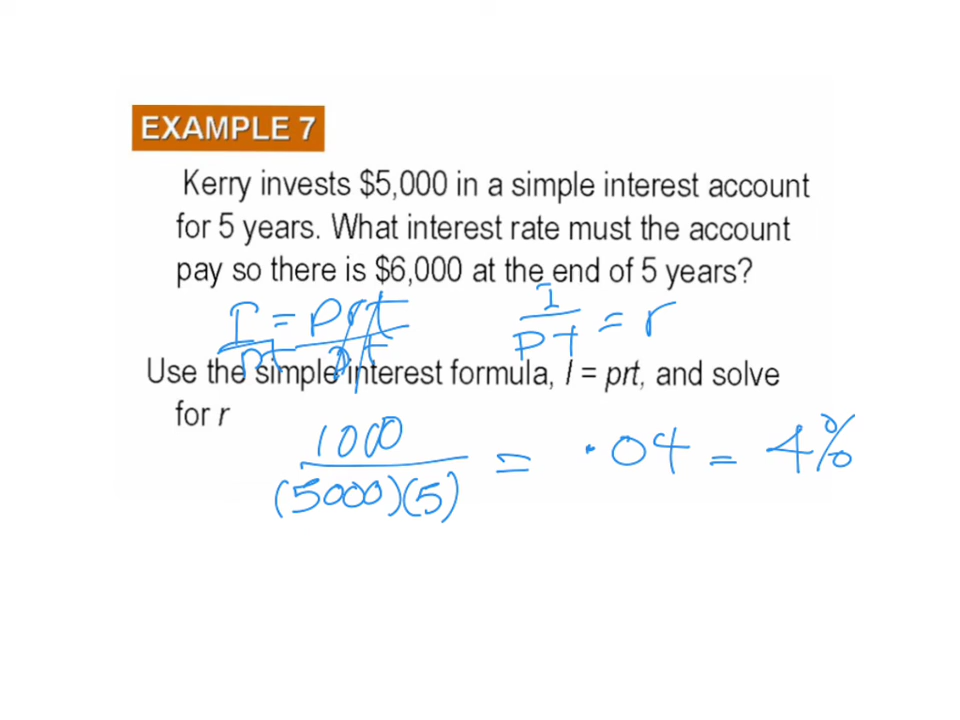 EXAMPLE 7
Kerry invests $5,000 in a simple interest account
for 5 years. What interest rate must the account
pay so there is $6,000 at the end of 5 years?
I = prt I
pt pt PT = r
Use the simple interest formula, I = prt, and solve
for r
1000
(5000)(5) = .04 = 4%